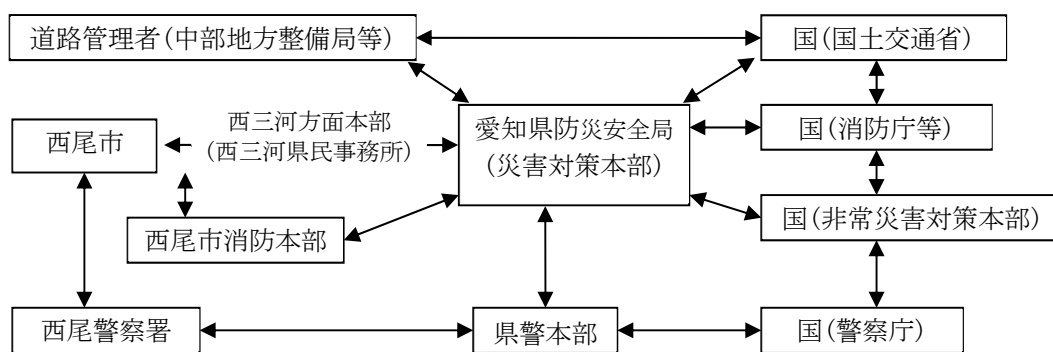 道路管理者(中部地方整備局等)
国(国土交通省)
西三河方面本部
(西三河県民事務所)
愛知県防災安全局
(災害対策本部)
国(消防庁等)
西尾市
国(非常災害対策本部)
西尾市消防本部
西尾警察署
県警本部
国(警察庁)